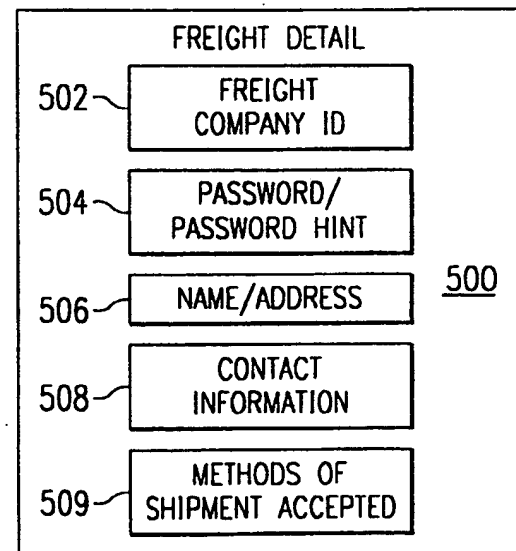 FREIGHT DETAIL
502
FREIGHT
COMPANY ID
504
PASSWORD/
PASSWORD HINT
506
NAME/ADDRESS
500
508
CONTACT
INFORMATION
509
METHODS OF
SHIPMENT ACCEPTED